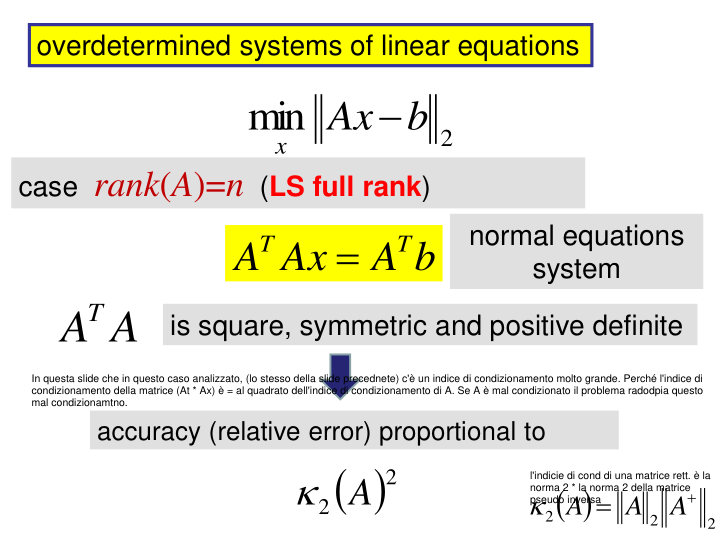 overdetermined systems of linear equations
min_x ‖Ax − b‖_2
case rank(A)=n (LS full rank)
A^T Ax = A^T b
normal equations
system
A^T A is square, symmetric and positive definite
In questa slide che in questo caso analizzato, (lo stesso della slide precednete) c'è un indice di condizionamento molto grande. Perché l'indice di
condizionamento della matrice (At * Ax) è = al quadrato dell'indice di condizionamento di A. Se A è mal condizionato il problema radodpia questo
mal condizionamtno.
accuracy (relative error) proportional to
κ_2(A)^2
l'indicie di cond di una matrice rett. è la
norma 2 * la norma 2 della matrice
pseudo inversa
κ_2(A) = ‖A‖_2 ‖A^+‖_2